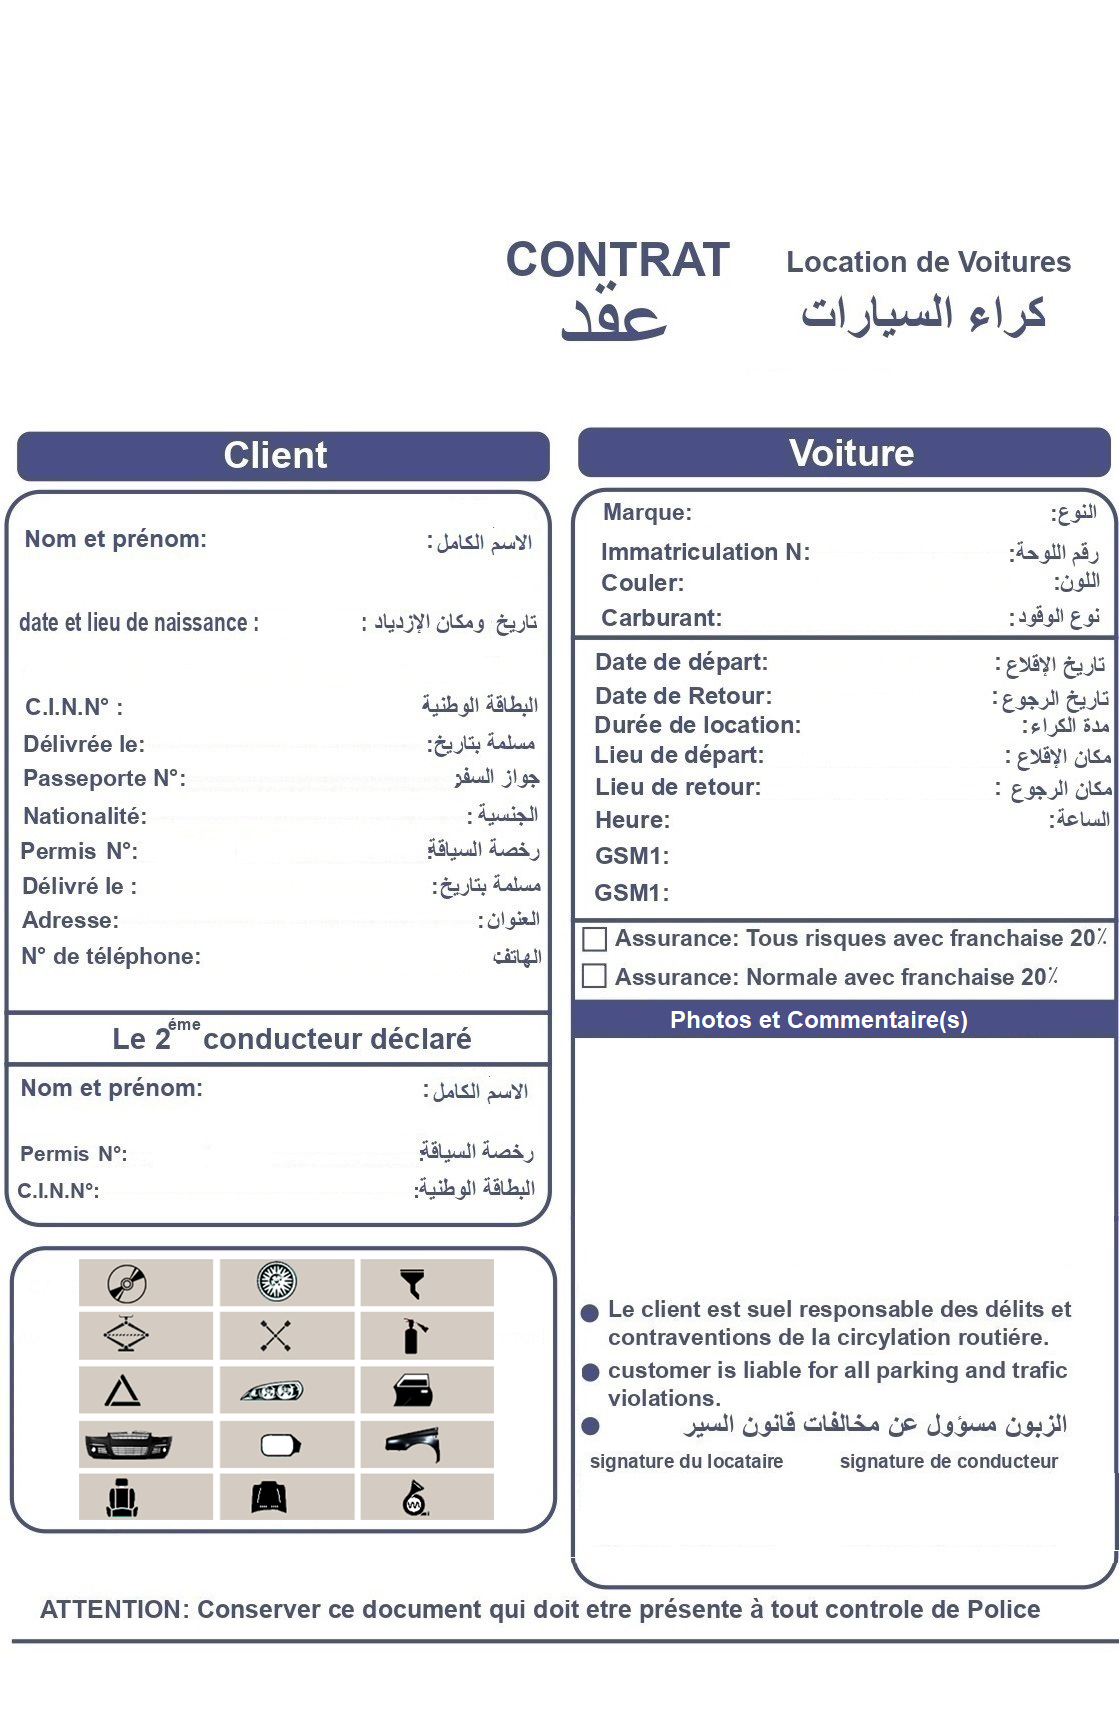 CONTRAT
عقد
Location de Voitures
كراء السيارات
Client
Nom et prénom: الاسم الكامل:
date et lieu de naissance : تاريخ ومكان الإزدياد :
C.I.N.N° : البطاقة الوطنية
Délivrée le: مسلمة بتاريخ:
Passeporte N°: جواز السفر:
Nationalité: الجنسية :
Permis N°: رخصة السياقة:
Délivré le : مسلمة بتاريخ:
Adresse: العنوان:
N° de téléphone: الهاتف:
Le 2éme conducteur déclaré
Nom et prénom: الاسم الكامل:
Permis N°: رخصة السياقة:
C.I.N.N°: البطاقة الوطنية:
Voiture
Marque: النوع:
Immatriculation N: رقم اللوحة:
Couler: اللون:
Carburant: نوع الوقود:
Date de départ: تاريخ الإقلاع :
Date de Retour: تاريخ الرجوع :
Durée de location: مدة الكراء:
Lieu de départ: مكان الإقلاع :
Lieu de retour: مكان الرجوع :
Heure: الساعة:
GSM1:
GSM1:
Assurance: Tous risques avec franchaise 20٪
Assurance: Normale avec franchaise 20٪
Photos et Commentaire(s)
Le client est suel responsable des délits et
contraventions de la circylation routiére.
customer is liable for all parking and trafic
violations.
الزبون مسؤول عن مخالفات قانون السير
signature du locataire signature de conducteur
ATTENTION: Conserver ce document qui doit etre présente à tout controle de Police